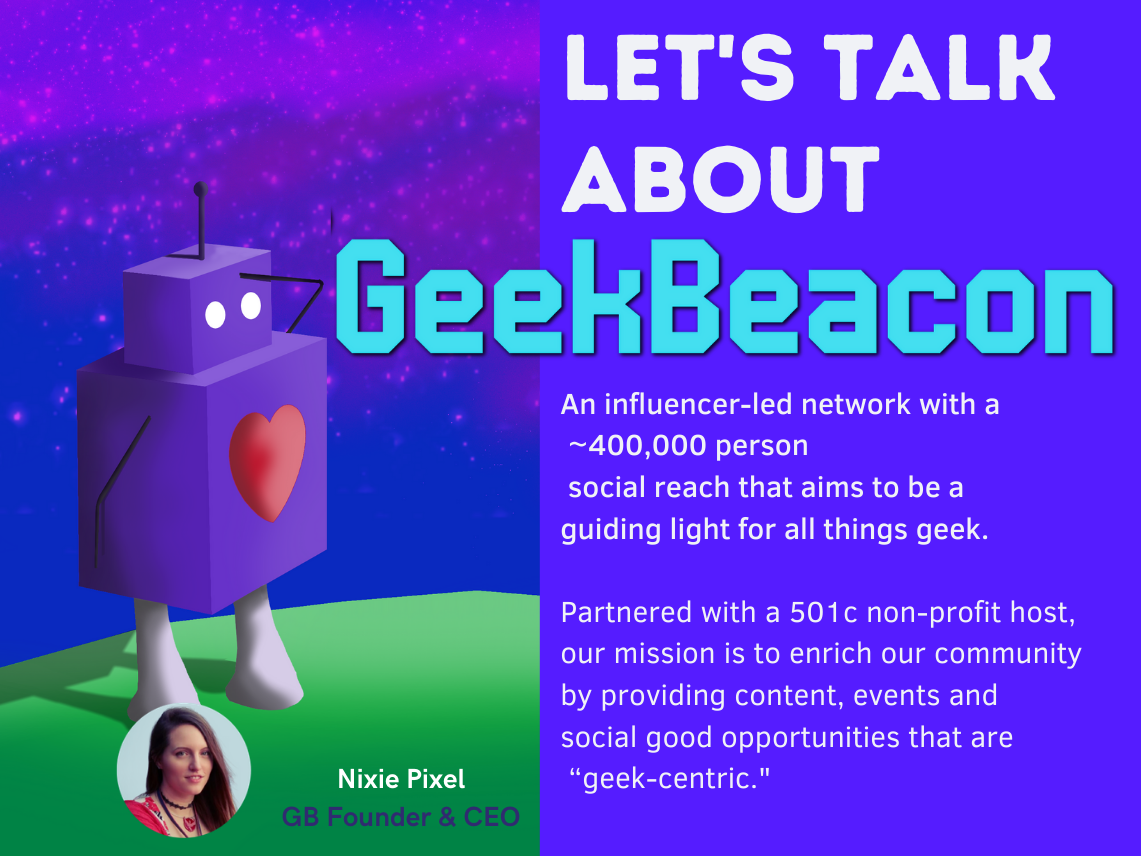 LET'S TALK
ABOUT
GeekBeacon
An influencer-led network with a
~400,000 person
social reach that aims to be a
guiding light for all things geek.
Partnered with a 501c non-profit host,
our mission is to enrich our community
by providing content, events and
social good opportunities that are
“geek-centric."
Nixie Pixel
GB Founder & CEO